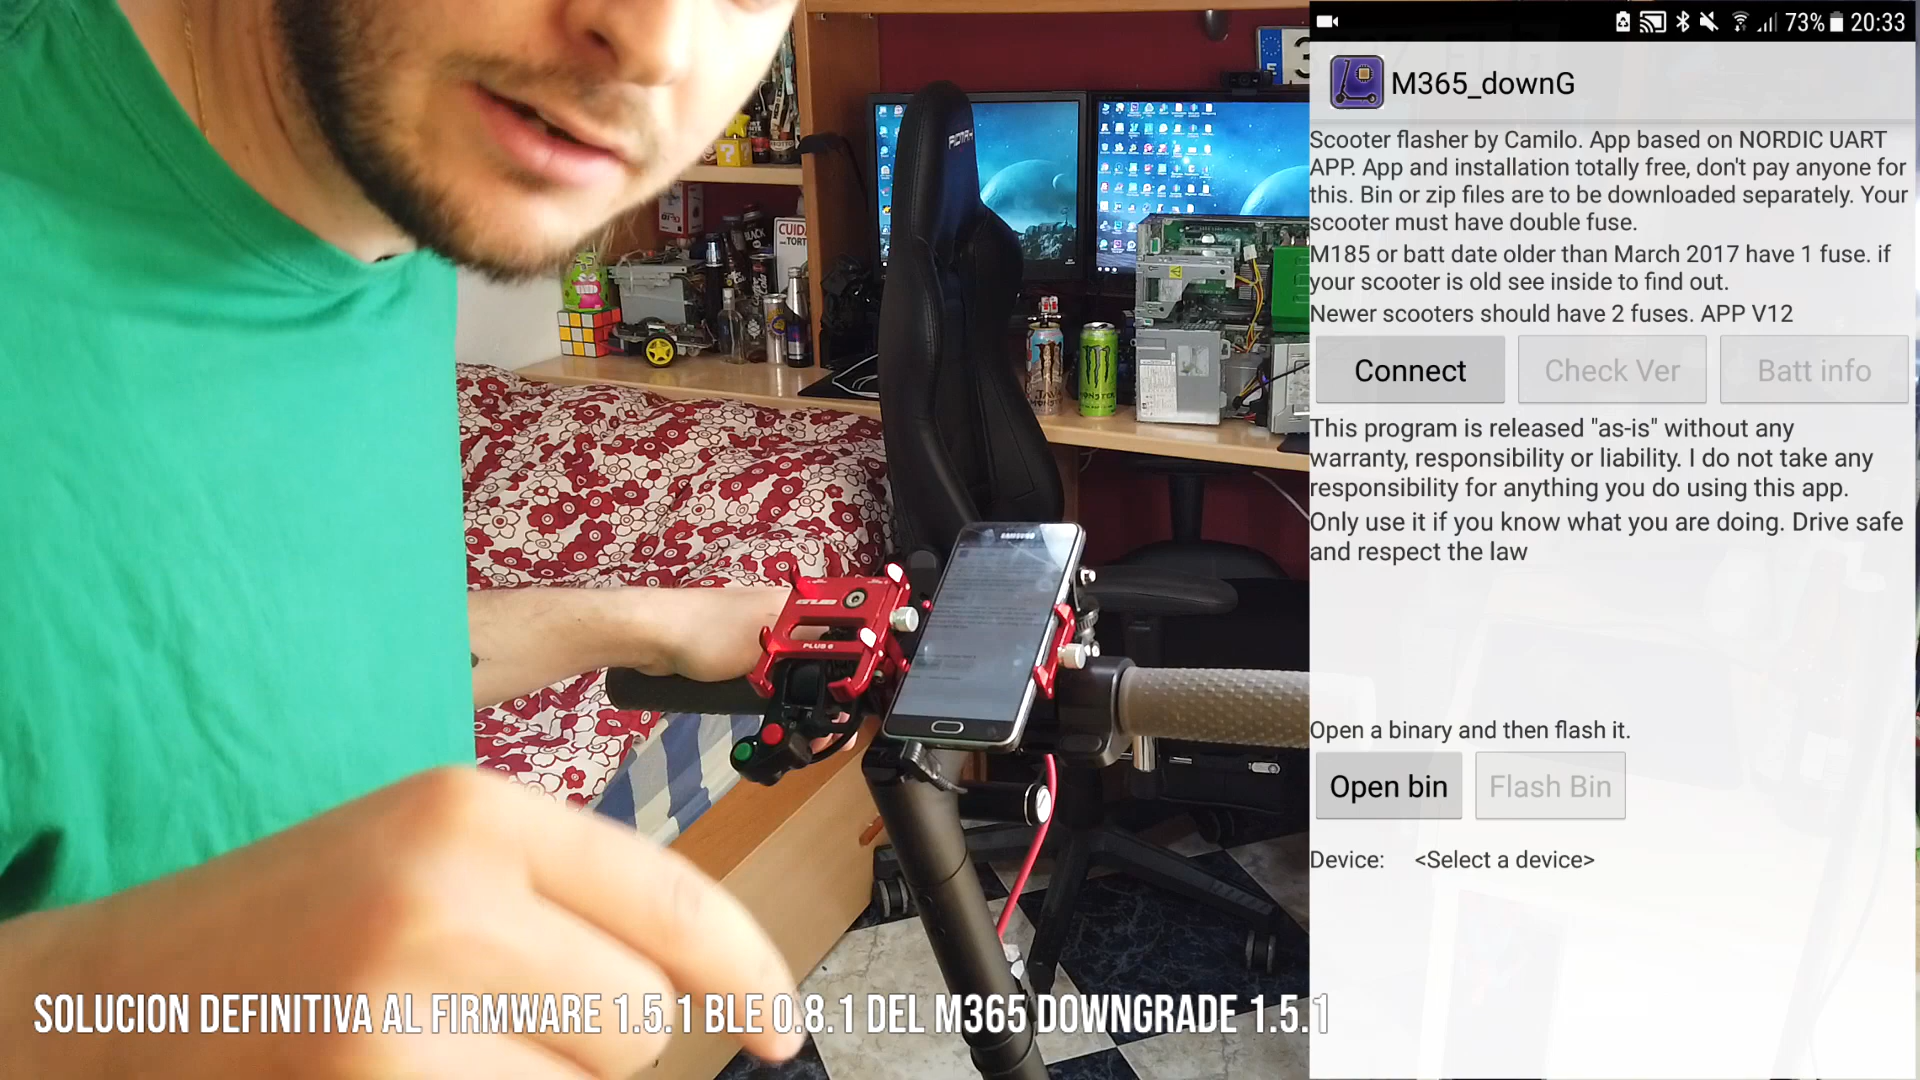 73% 20:33
M365_downG
Scooter flasher by Camilo. App based on NORDIC UART
APP. App and installation totally free, don't pay anyone for
this. Bin or zip files are to be downloaded separately. Your
scooter must have double fuse.
M185 or batt date older than March 2017 have 1 fuse. if
your scooter is old see inside to find out.
Newer scooters should have 2 fuses. APP V12
Connect Check Ver Batt info
This program is released "as-is" without any
warranty, responsibility or liability. I do not take any
responsibility for anything you do using this app.
Only use it if you know what you are doing. Drive safe
and respect the law
Open a binary and then flash it.
Open bin Flash Bin
Device: <Select a device>
SAMSUNG
GUB
PLUS 6
MONSTER
SOLUCION DEFINITIVA AL FIRMWARE 1.5.1 BLE 0.8.1 DEL M365 DOWNGRADE 1.5.1